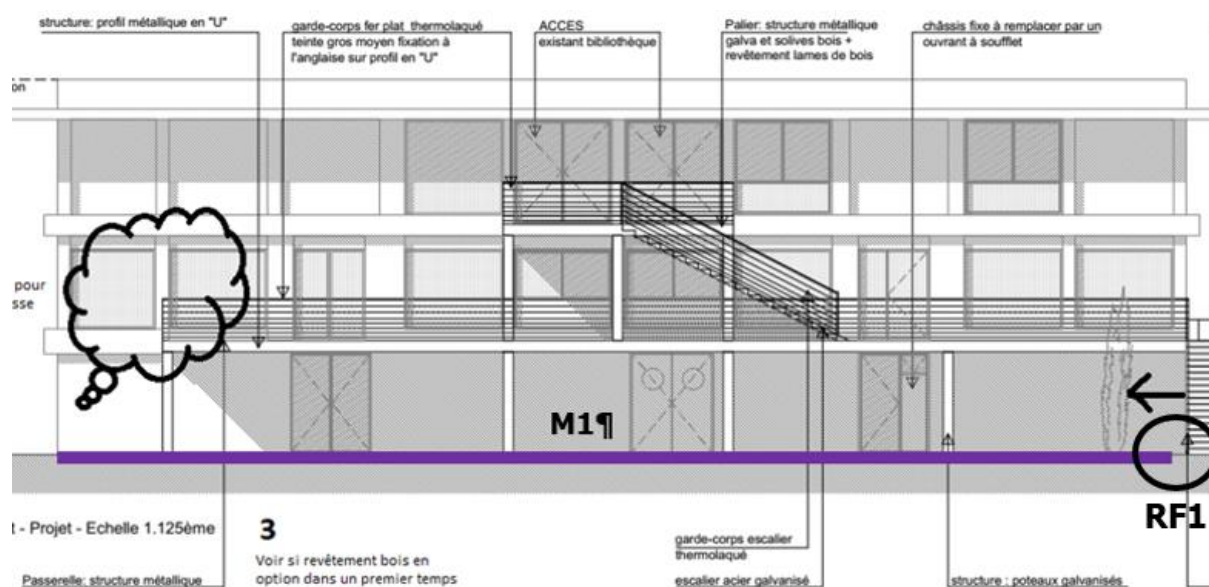 structure: profil métallique en "U"
garde-corps fer plat thermolaqué
teinte gros moyen fixation à
l'anglaise sur profil en "U"
ACCES
existant bibliothèque
Palier: structure métallique
galva et solives bois +
revêtement lames de bois
châssis fixe à remplacer par un
ouvrant à soufflet
on
pour
sse
M1¶
RF1
t - Projet - Echelle 1.125ème
3
Voir si revêtement bois en
option dans un premier temps
Passerelle: structure métallique
garde-corps escalier
thermolaqué
escalier acier galvanisé
structure : poteaux galvanisés